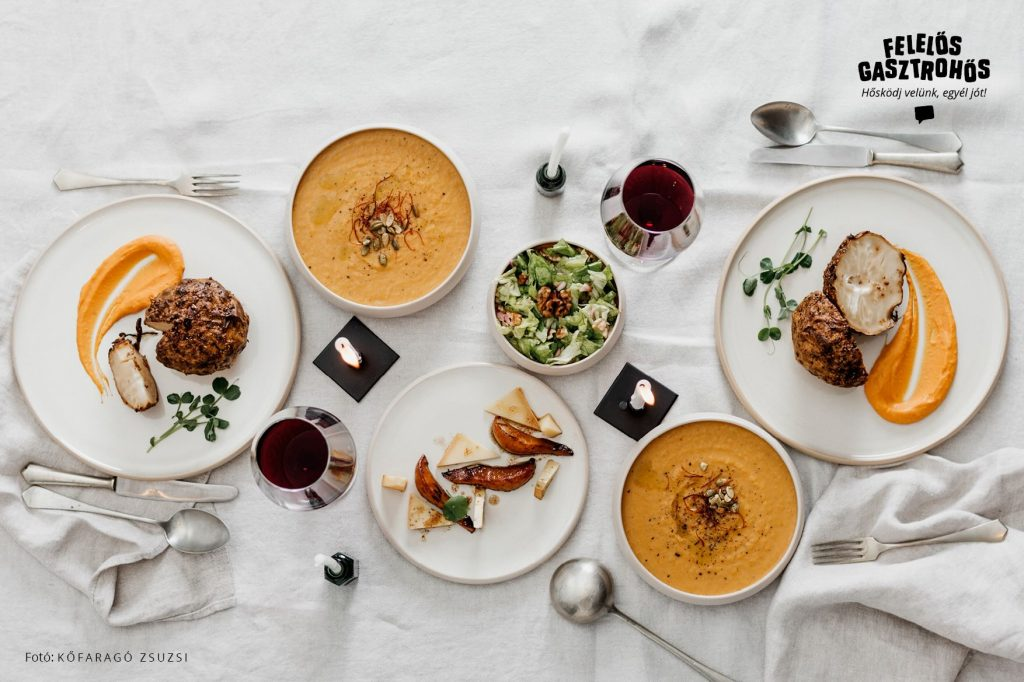 FELELŐS
GASZTROHŐS
Hősködj velünk, egyél jót!
Fotó: KŐFARAGÓ ZSUZSI